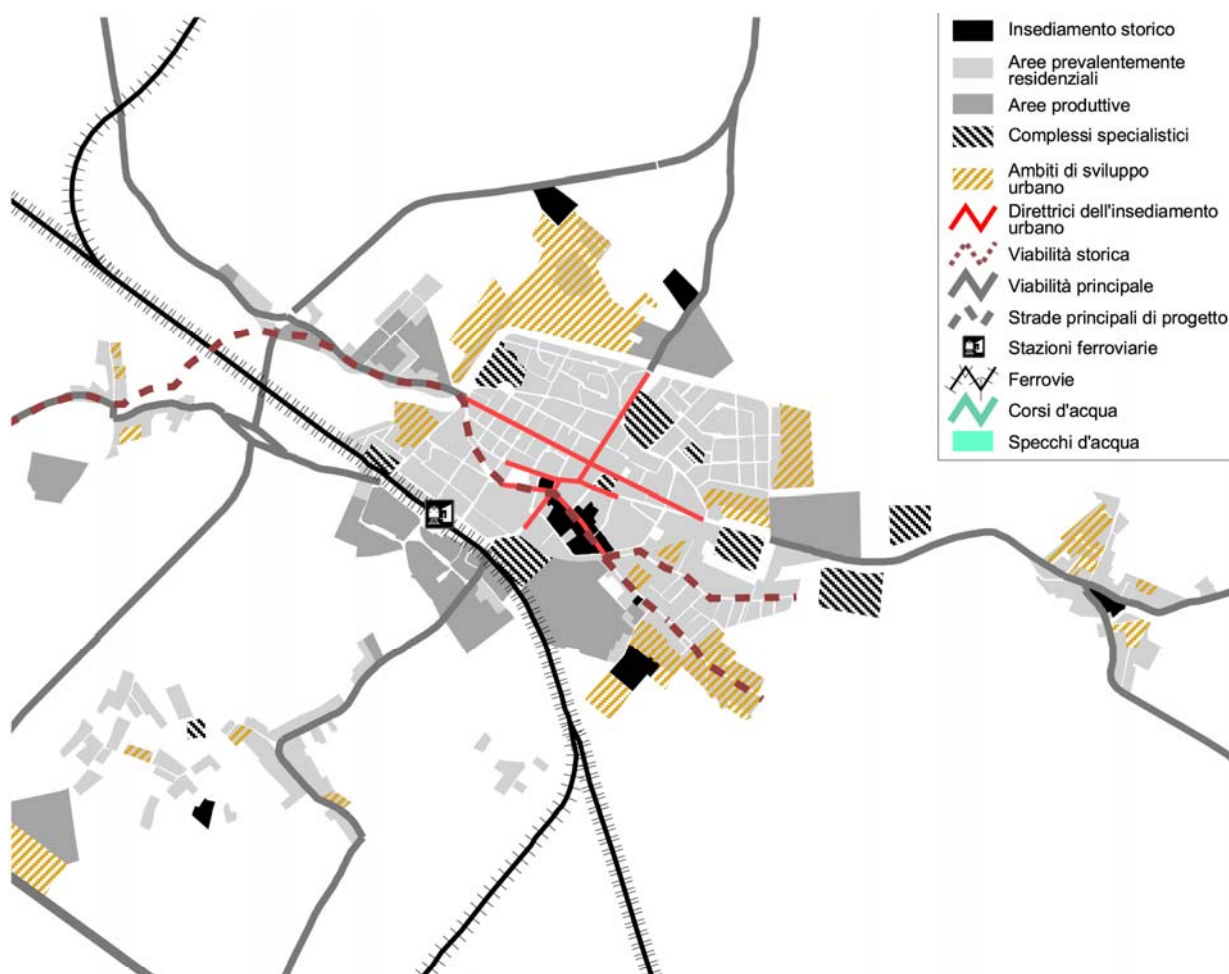 Insediamento storico
Aree prevalentemente
residenziali
Aree produttive
Complessi specialistici
Ambiti di sviluppo
urbano
Direttrici dell'insediamento
urbano
Viabilità storica
Viabilità principale
Strade principali di progetto
Stazioni ferroviarie
Ferrovie
Corsi d'acqua
Specchi d'acqua